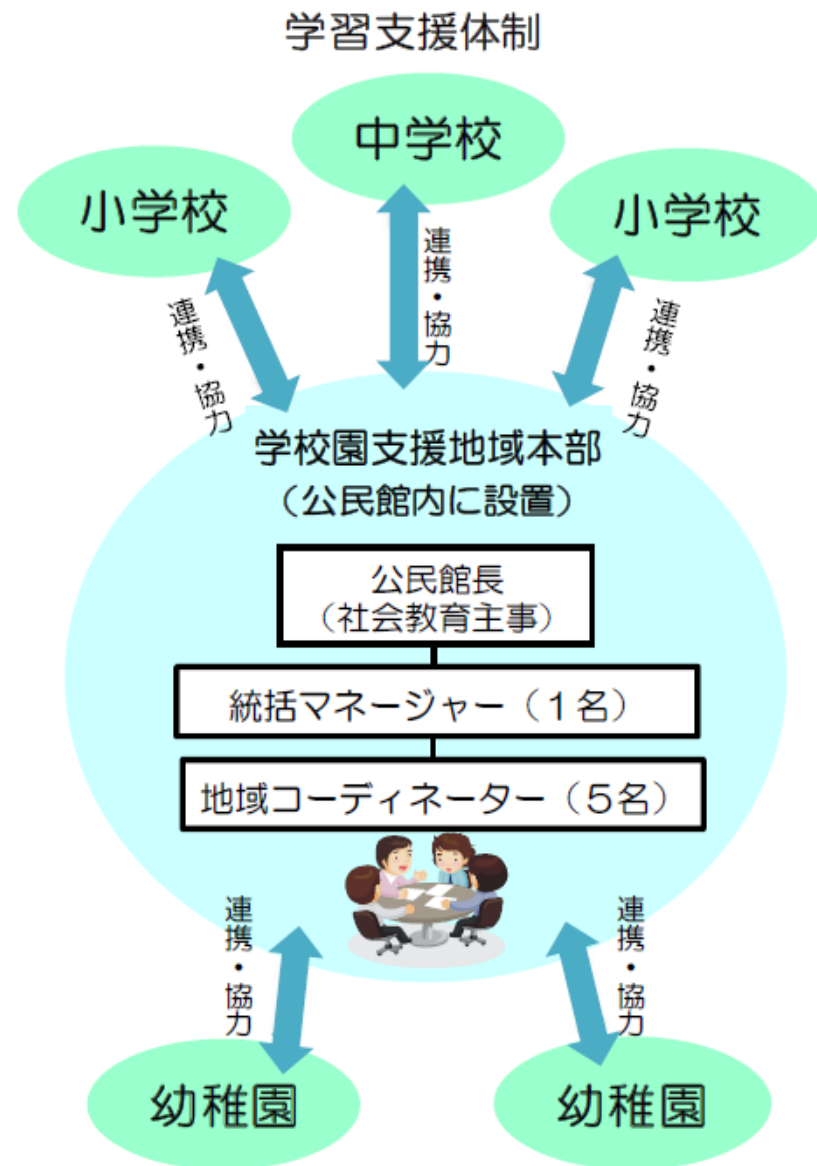 学習支援体制
中学校
小学校
小学校
連携・協力
連携・協力
連携・協力
学校園支援地域本部
（公民館内に設置）
公民館長
（社会教育主事）
統括マネージャー（１名）
地域コーディネーター（５名）
連携・協力
連携・協力
幼稚園
幼稚園